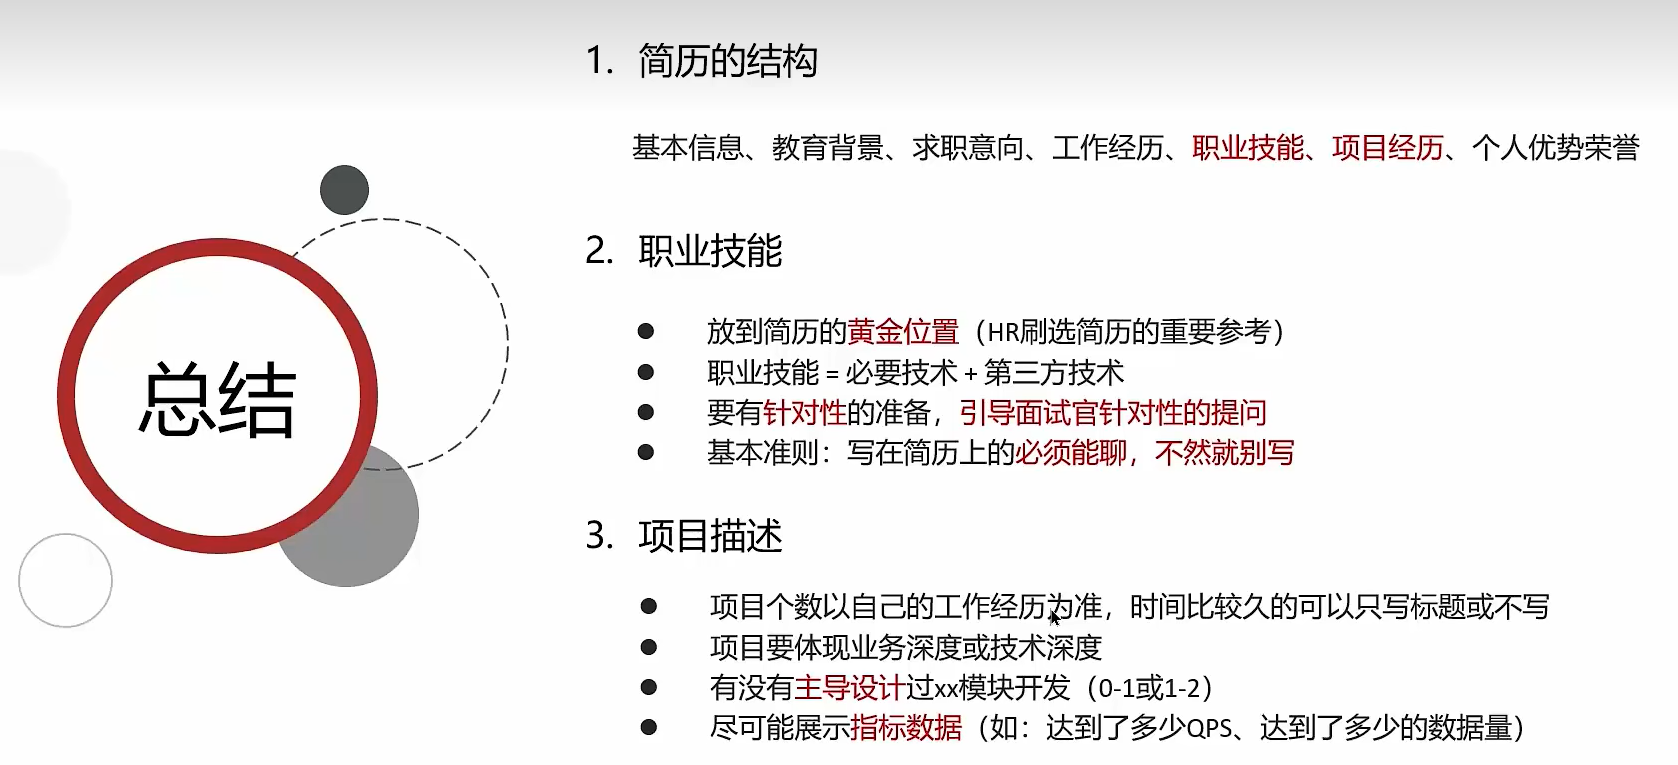 总结
1. 简历的结构
基本信息、教育背景、求职意向、工作经历、职业技能、项目经历、个人优势荣誉
2. 职业技能
● 放到简历的黄金位置（HR刷选简历的重要参考）
● 职业技能 = 必要技术 + 第三方技术
● 要有针对性的准备，引导面试官针对性的提问
● 基本准则：写在简历上的必须能聊，不然就别写
3. 项目描述
● 项目个数以自己的工作经历为准，时间比较久的可以只写标题或不写
● 项目要体现业务深度或技术深度
● 有没有主导设计过xx模块开发（0-1或1-2）
● 尽可能展示指标数据（如：达到了多少QPS、达到了多少的数据量）